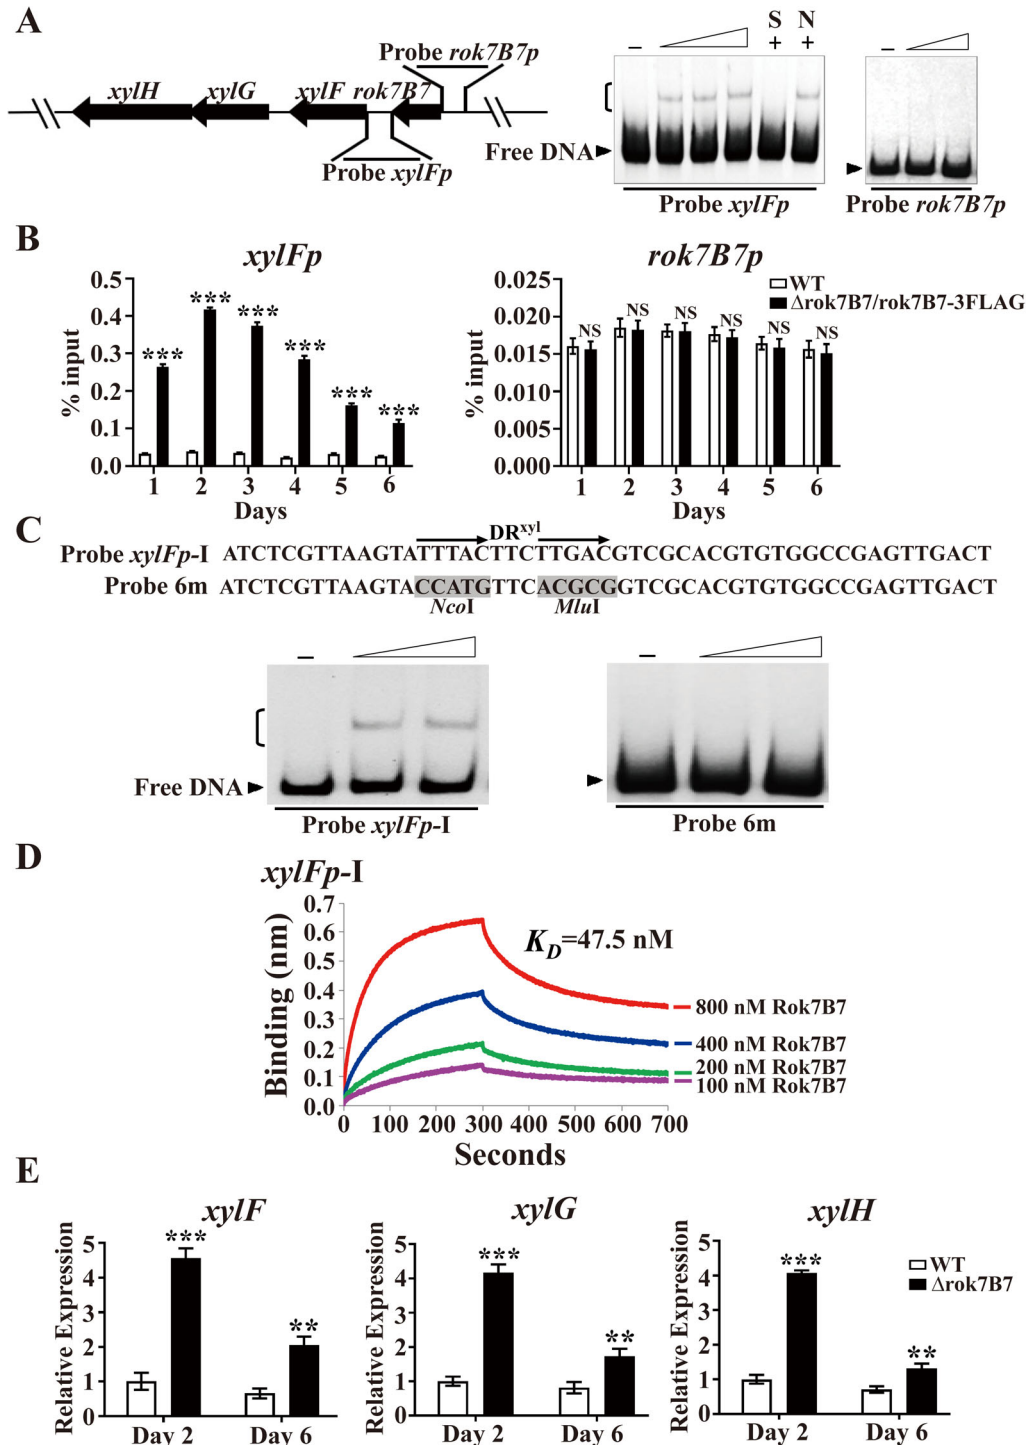 A
Probe rok7B7p
xylH xylG xylF rok7B7
Probe xylFp
S N
– + +
Free DNA
Probe xylFp
–
Probe rok7B7p
B
xylFp
% input
0.5
0.4
0.3
0.2
0.1
0.0
*** *** *** *** *** ***
1 2 3 4 5 6
Days
rok7B7p
% input
0.025
0.020
0.015
0.010
0.005
0.000
WT
Δrok7B7/rok7B7-3FLAG
NS NS NS NS NS NS
1 2 3 4 5 6
Days
C
DRxyl
Probe xylFp-I ATCTCGTTAAGTATTTACTTCTTGACGTCGCACGTGTGGCCGAGTTGACT
Probe 6m ATCTCGTTAAGTACCATGTTCACGCGGTCGCACGTGTGGCCGAGTTGACT
NcoI MluI
–
Free DNA
Probe xylFp-I
–
Probe 6m
D
xylFp-I
Binding (nm)
0.7
0.6
0.5
0.4
0.3
0.2
0.1
0.0
KD=47.5 nM
800 nM Rok7B7
400 nM Rok7B7
200 nM Rok7B7
100 nM Rok7B7
0 100 200 300 400 500 600 700
Seconds
E
xylF
Relative Expression
5
4
3
2
1
0
***
**
Day 2 Day 6
xylG
Relative Expression
5
4
3
2
1
0
***
**
Day 2 Day 6
xylH
Relative Expression
5
4
3
2
1
0
***
**
WT
Δrok7B7
Day 2 Day 6